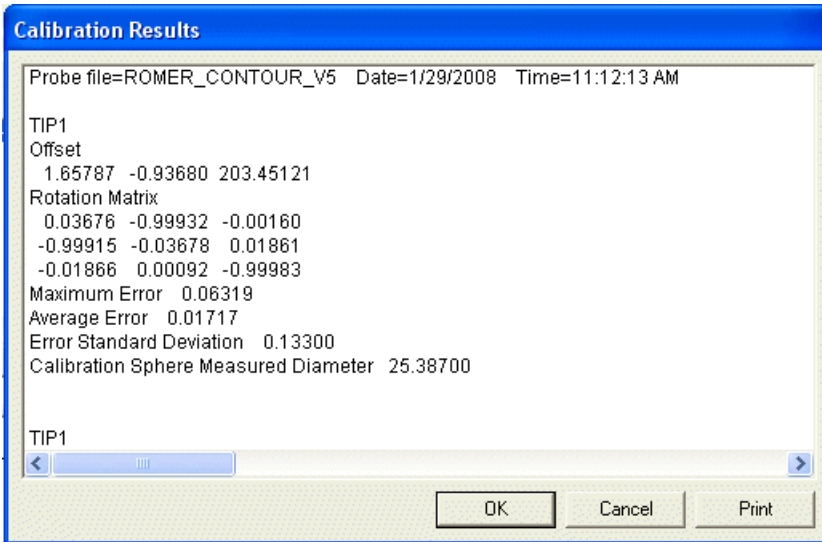 Calibration Results
Probe file=ROMER_CONTOUR_V5 Date=1/29/2008 Time=11:12:13 AM
TIP1
Offset
1.65787 -0.93680 203.45121
Rotation Matrix
0.03676 -0.99932 -0.00160
-0.99915 -0.03678 0.01861
-0.01866 0.00092 -0.99983
Maximum Error 0.06319
Average Error 0.01717
Error Standard Deviation 0.13300
Calibration Sphere Measured Diameter 25.38700
TIP1
OK Cancel Print